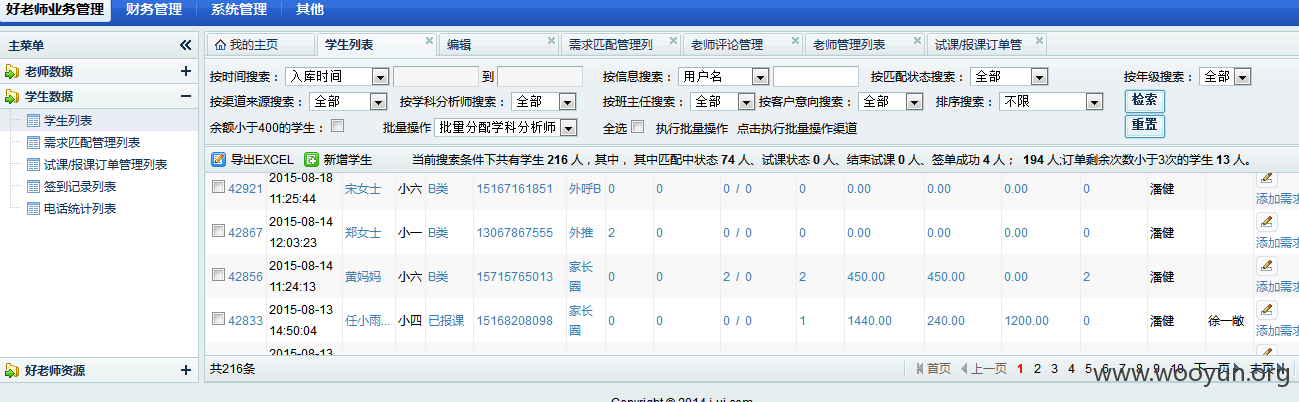 好老师业务管理 财务管理 系统管理 其他
主菜单
老师数据
学生数据
学生列表
需求匹配管理列表
试课/报课订单管理列表
签到记录列表
电话统计列表
好老师资源
我的主页 学生列表 编辑 需求匹配管理列 老师评论管理 老师管理列表 试课/报课订单管
按时间搜索： 入库时间 到 按信息搜索： 用户名 按匹配状态搜索： 全部 按年级搜索： 全部
按渠道来源搜索： 全部 按学科分析师搜索： 全部 按班主任搜索： 全部 按客户意向搜索： 全部 排序搜索： 不限 检索
余额小于400的学生： 批量操作 批量分配学科分析师 全选 执行批量操作 点击执行批量操作渠道 重置
导出EXCEL 新增学生 当前搜索条件下共有学生 216 人，其中， 其中匹配中状态 74 人、试课状态 0 人、结束试课 0 人、签单成功 4 人； 194 人;订单剩余次数小于3次的学生 13 人。
42921 2015-08-18 11:25:44 宋女士 小六 B类 15167161851 外呼B 0 0 0 / 0 0 0.00 0.00 0.00 0 潘健 添加需求
42867 2015-08-14 12:03:23 郑女士 小一 B类 13067867555 外推 2 0 0 / 0 0 0.00 0.00 0.00 0 潘健 添加需求
42856 2015-08-14 11:24:13 黄妈妈 小六 B类 15715765013 家长圈 0 0 2 / 0 2 450.00 450.00 0.00 2 潘健 添加需求
42833 2015-08-13 14:50:04 任小雨... 小四 已报课 15168208098 家长圈 0 0 0 / 0 1 1440.00 240.00 1200.00 0 潘健 徐一敞 添加需求
2015-08-13
共216条 首页 上一页 1 2 3 4 5 6 7 8 9 10 下一页 末页
www.wooyun.org
Copyright © 2014 j-ui.com